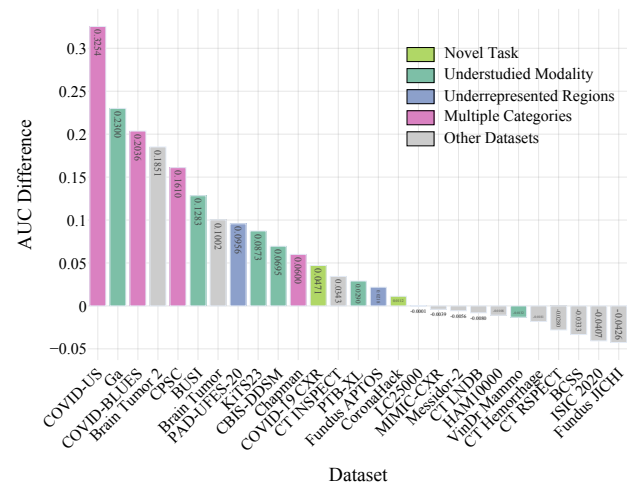 0.3
0.25
0.2
0.15
0.1
0.05
0
−0.05
AUC Difference
Novel Task
Understudied Modality
Underrepresented Regions
Multiple Categories
Other Datasets
0.3254
0.2300
0.2036
0.1851
0.1610
0.1283
0.1002
0.0956
0.0873
0.0695
0.0600
0.0471
0.0343
0.0290
-0.0001
-0.0039
-0.0056
-0.0080
-0.0280
-0.0333
-0.0407
-0.0426
COVID-US
Ga
COVID-BLUES
Brain Tumor 2
CPSC
BUSI
Brain Tumor
PAD-UFES-20
KITS23
CBIS-DDSM
Chapman
COVID-19 CXR
CT INSPECT
PTB-XL
Fundus APTOS
CoronaHack
LC25000
MIMIC-CXR
Messidor-2
CT LNDB
HAM10000
VinDr Mammo
CT Hemorrhage
CT RSPECT
BCSS
ISIC 2020
Fundus JICHI
Dataset